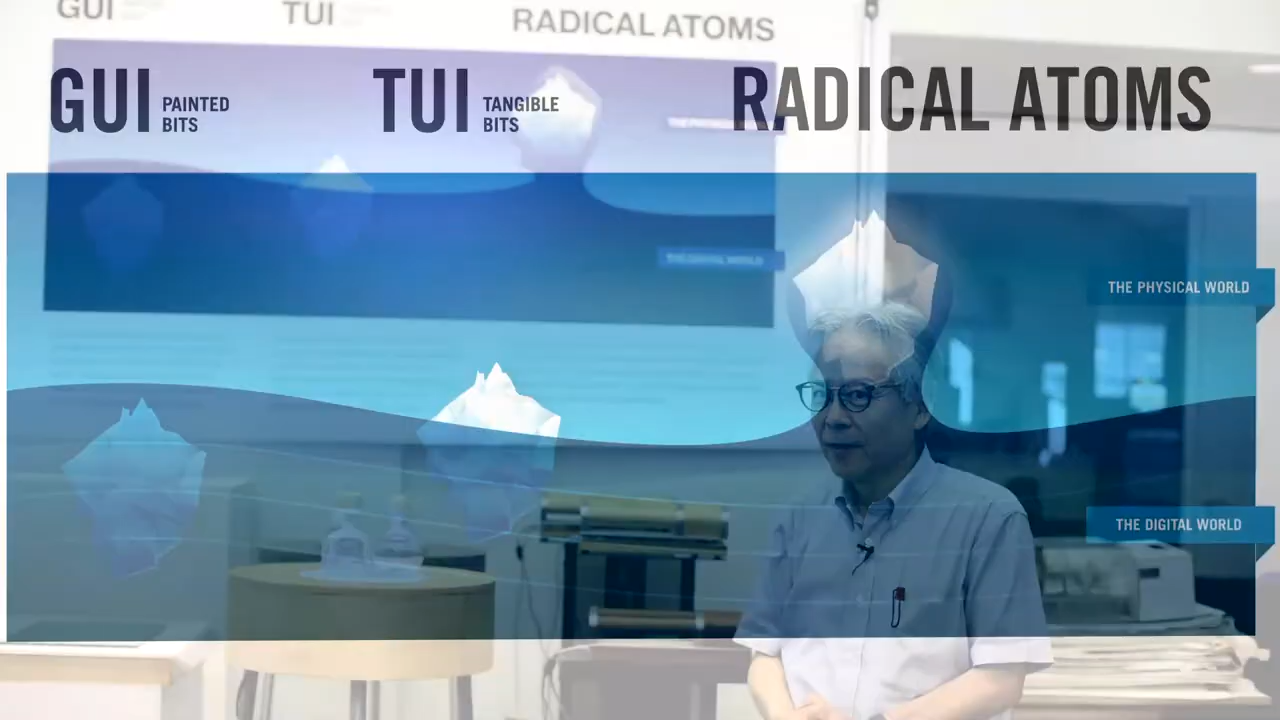 GUI TUI RADICAL ATOMS
GUI PAINTED BITS
TUI TANGIBLE BITS
RADICAL ATOMS
THE PHYSICAL WORLD
THE DIGITAL WORLD